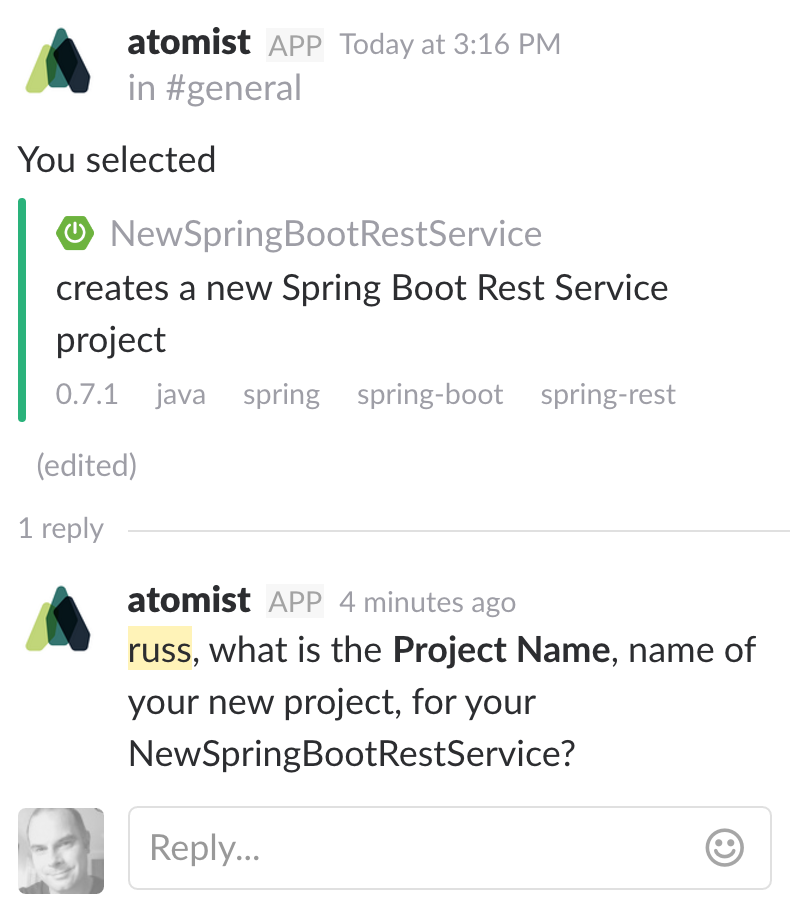 atomist APP Today at 3:16 PM
in #general
You selected
NewSpringBootRestService
creates a new Spring Boot Rest Service
project
0.7.1 java spring spring-boot spring-rest
(edited)
1 reply
atomist APP 4 minutes ago
russ, what is the Project Name, name of
your new project, for your
NewSpringBootRestService?
Reply...